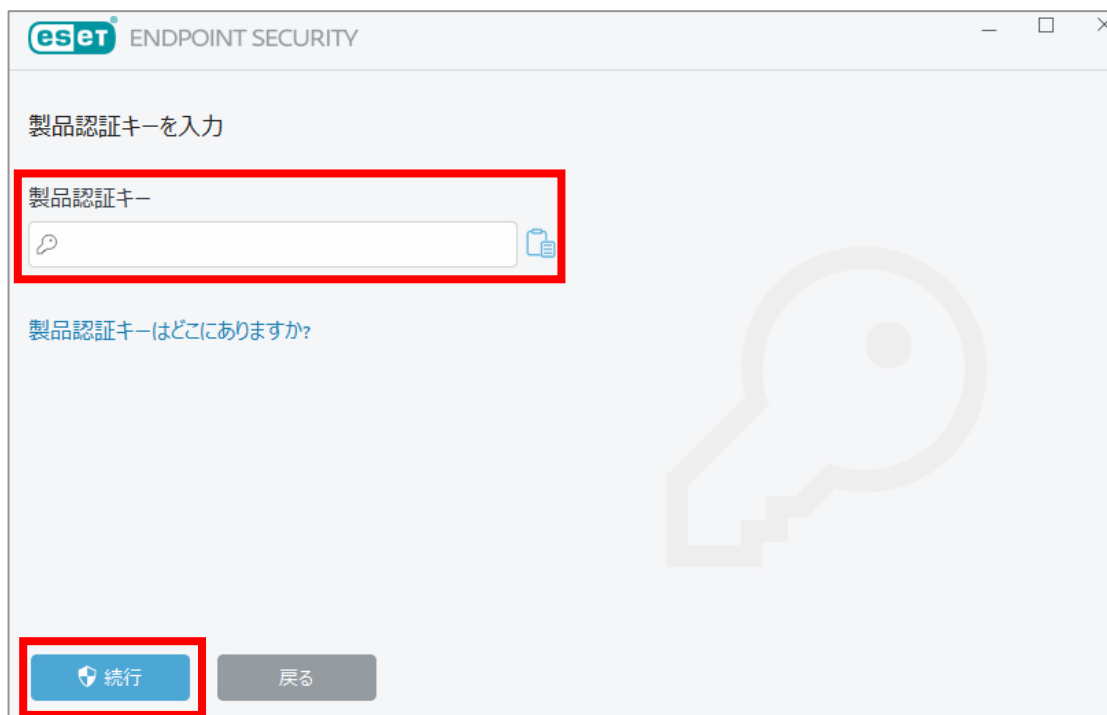 eset® ENDPOINT SECURITY
製品認証キーを入力
製品認証キー
製品認証キーはどこにありますか?
続行
戻る